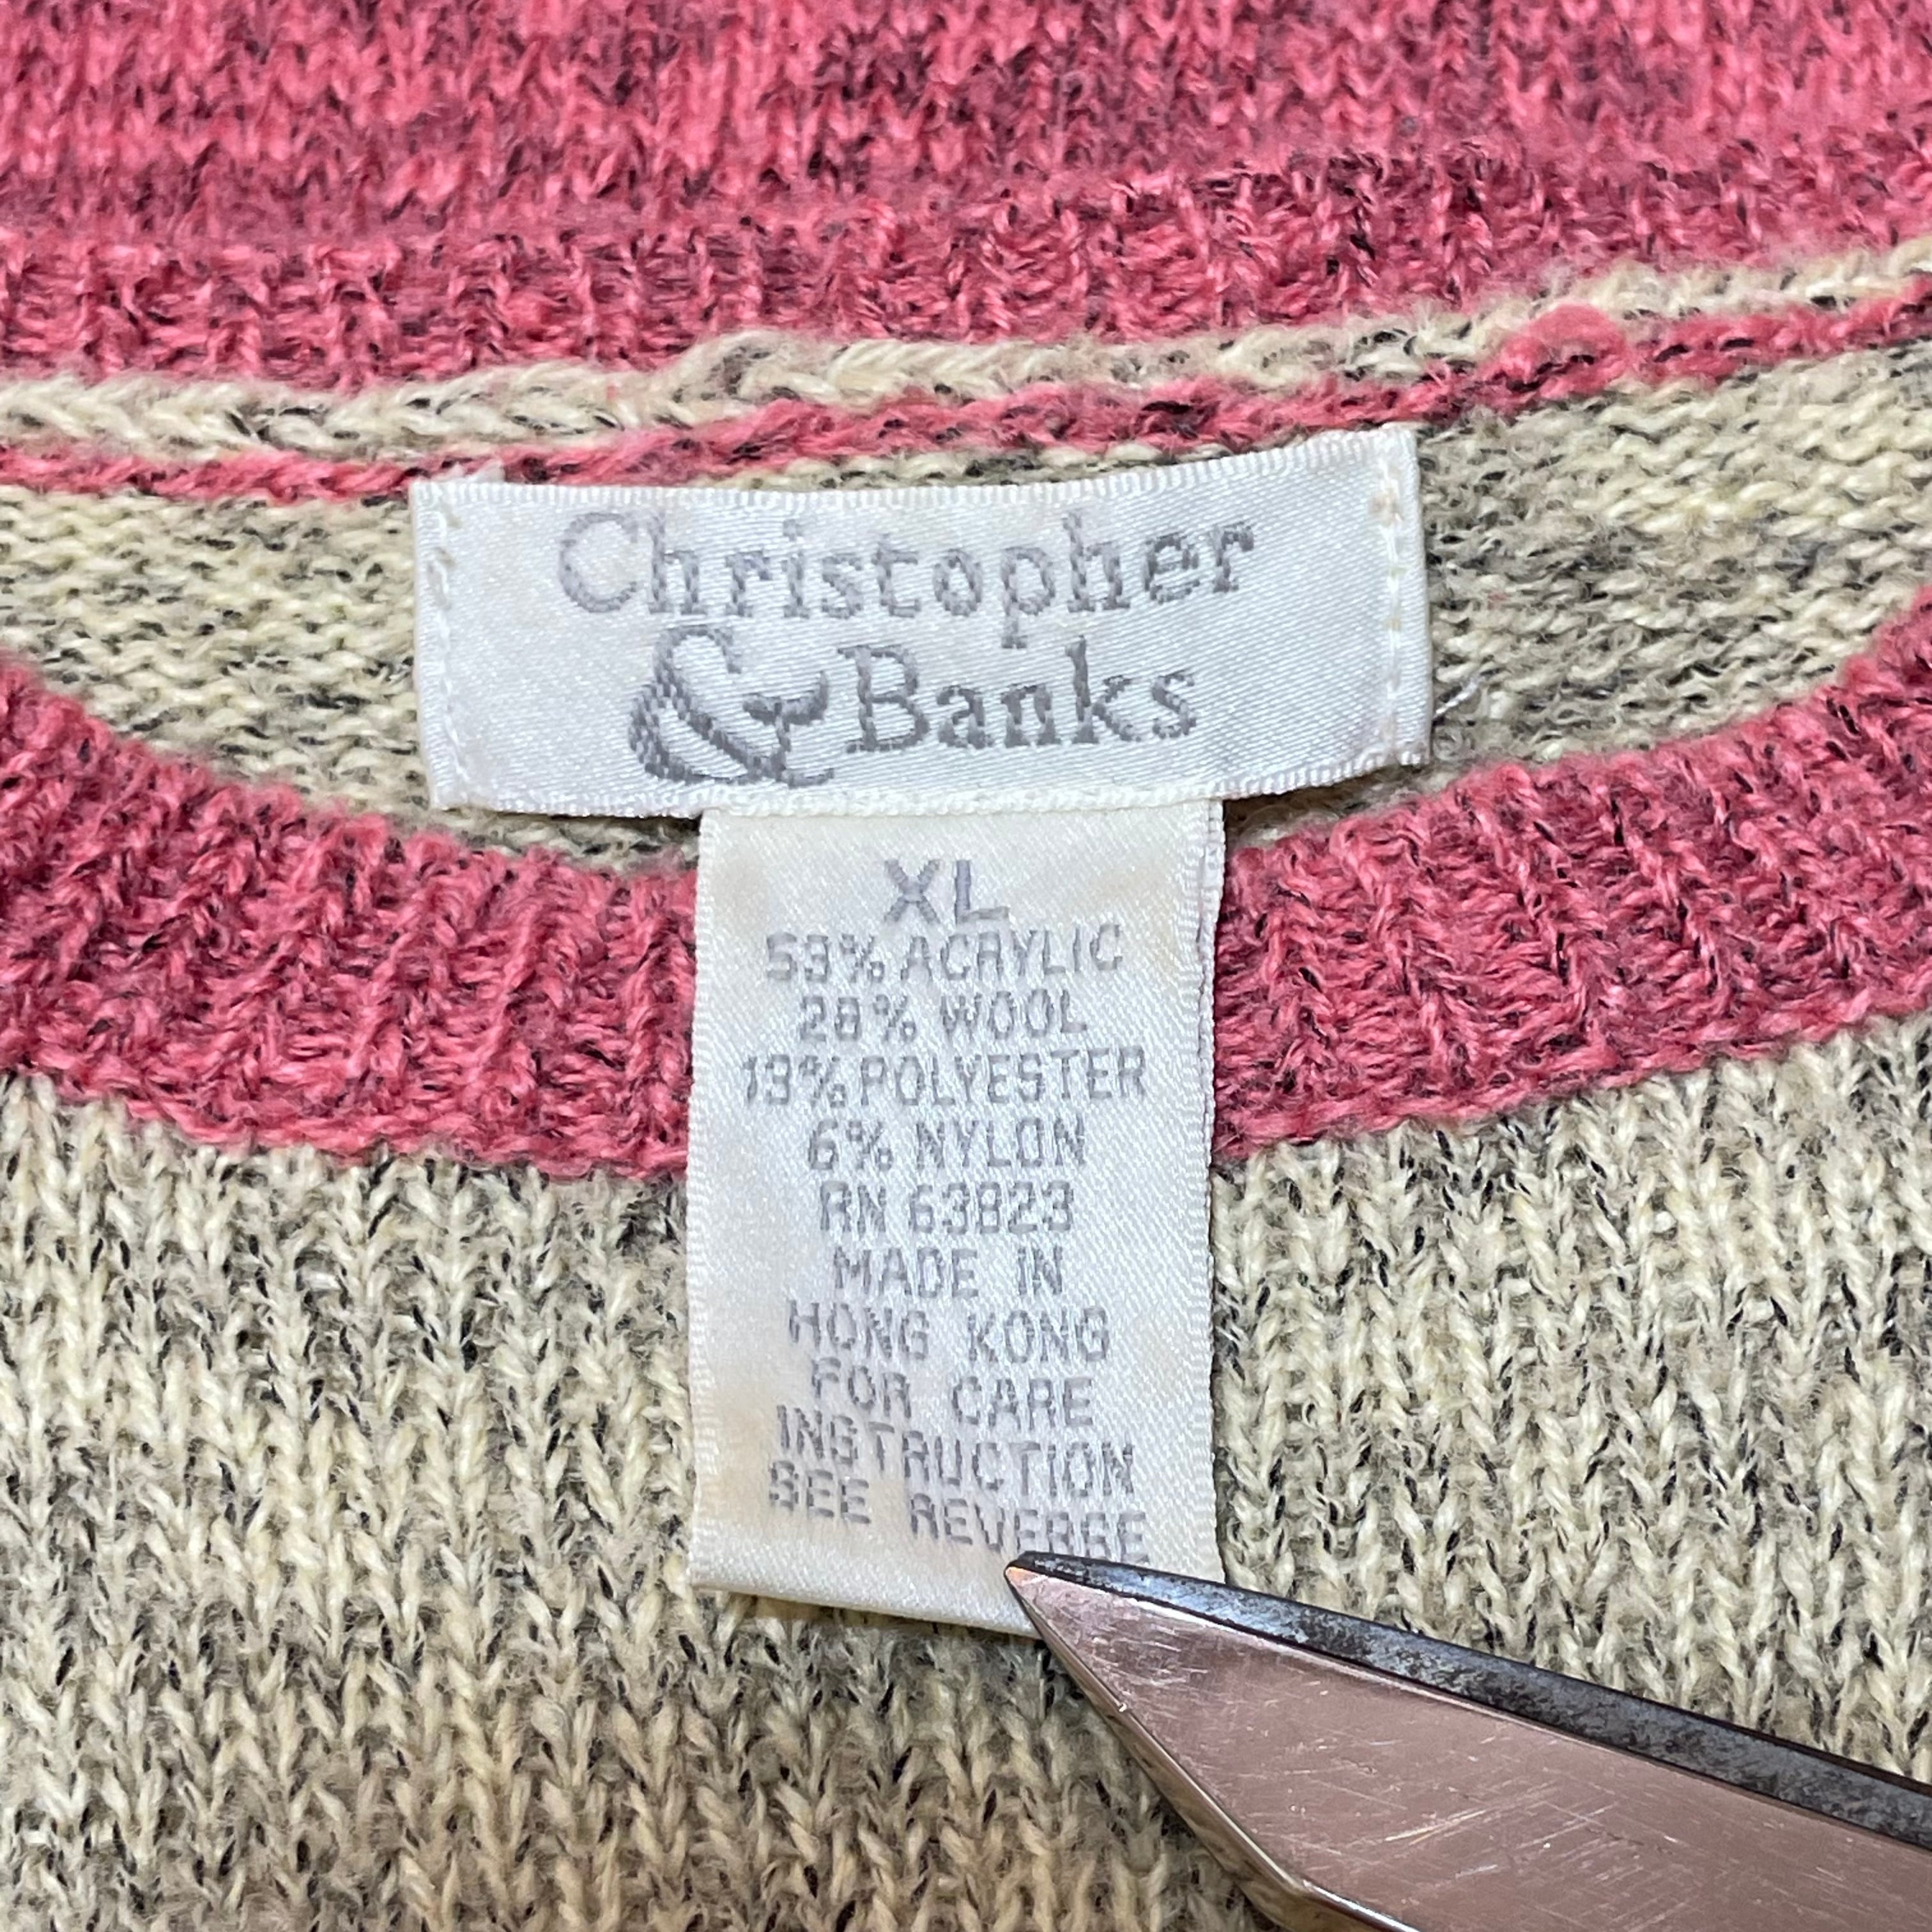 Christopher
& Banks
XL
53% ACRYLIC
28% WOOL
13% POLYESTER
6% NYLON
RN 63823
MADE IN
HONG KONG
FOR CARE
INSTRUCTION
SEE REVERSE